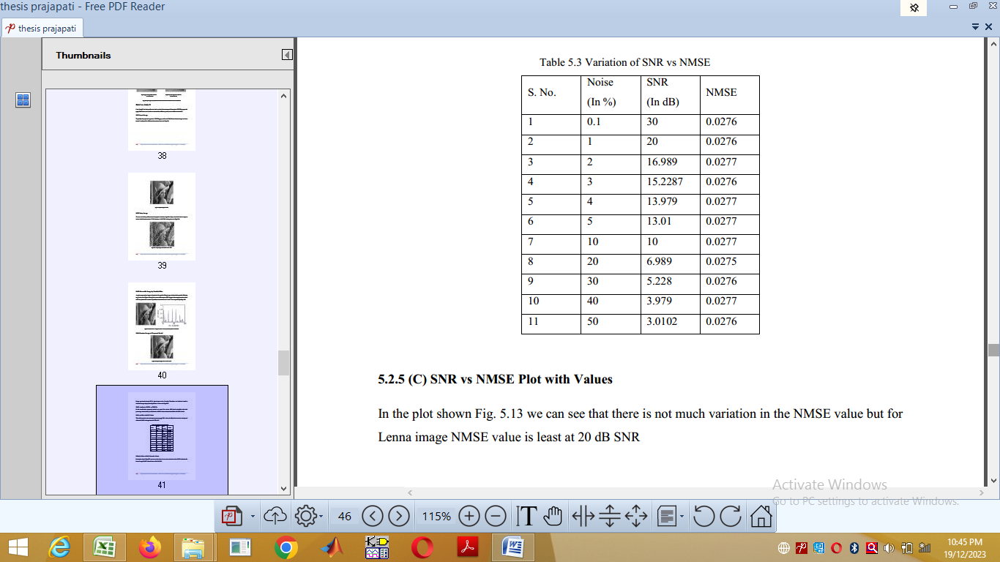 thesis prajapati - Free PDF Reader
thesis prajapati
Thumbnails
38
39
40
41
Table 5.3 Variation of SNR vs NMSE
S. No. Noise (In %) SNR (In dB) NMSE
1 0.1 30 0.0276
2 1 20 0.0276
3 2 16.989 0.0277
4 3 15.2287 0.0276
5 4 13.979 0.0277
6 5 13.01 0.0277
7 10 10 0.0277
8 20 6.989 0.0275
9 30 5.228 0.0276
10 40 3.979 0.0277
11 50 3.0102 0.0276
5.2.5 (C) SNR vs NMSE Plot with Values
In the plot shown Fig. 5.13 we can see that there is not much variation in the NMSE value but for
Lenna image NMSE value is least at 20 dB SNR
Activate Windows
Go to PC settings to activate Windows.
46
115%
10:45 PM
19/12/2023